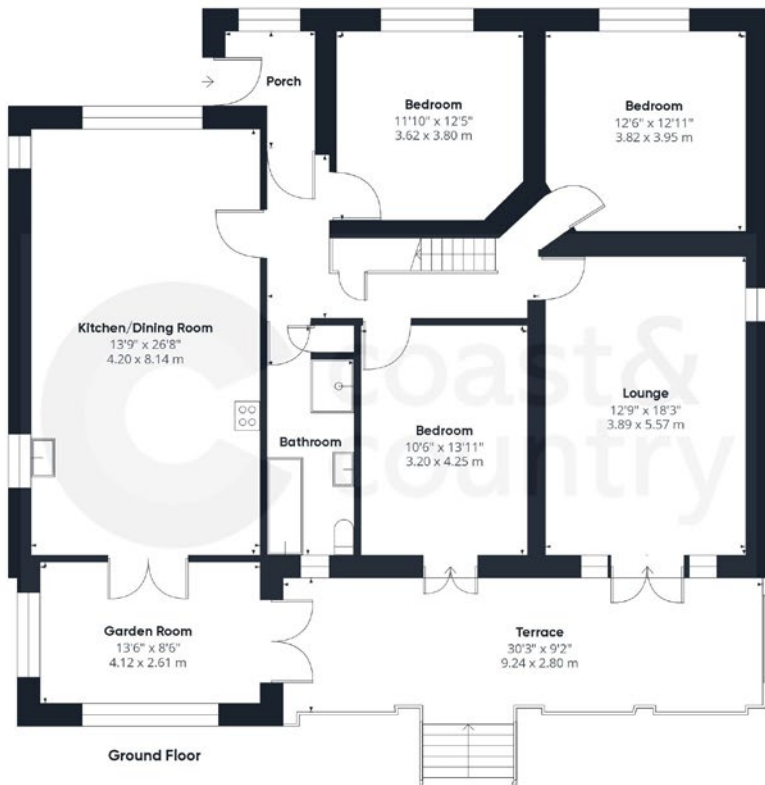 Porch
Bedroom
11'10" x 12'5"
3.62 x 3.80 m
Bedroom
12'6" x 12'11"
3.82 x 3.95 m
Kitchen/Dining Room
13'9" x 26'8"
4.20 x 8.14 m
coast &
country
Lounge
12'9" x 18'3"
3.89 x 5.57 m
Bathroom
Bedroom
10'6" x 13'11"
3.20 x 4.25 m
Garden Room
13'6" x 8'6"
4.12 x 2.61 m
Terrace
30'3" x 9'2"
9.24 x 2.80 m
Ground Floor